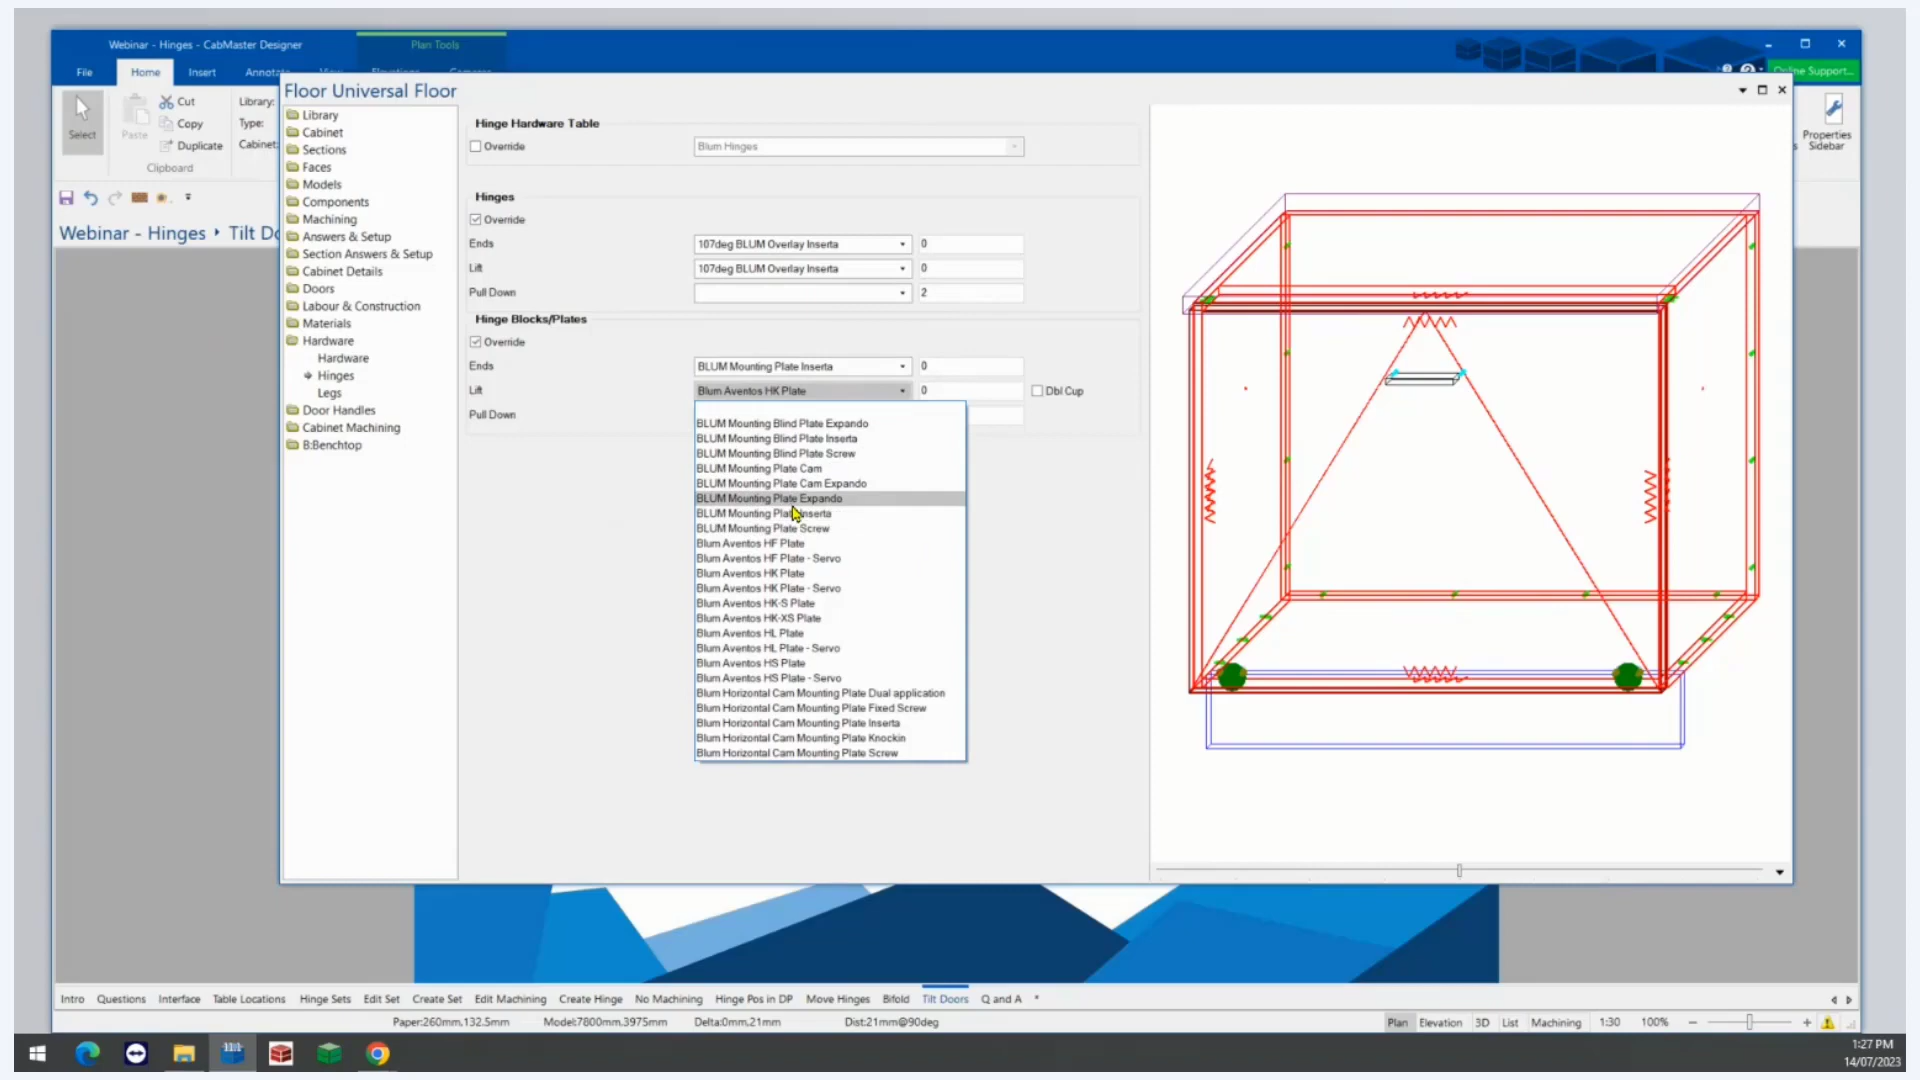 Webinar - Hinges - CabMaster Designer
Plan Tools
File
Home
Insert
Online Support...
Floor Universal Floor
Select
Paste
Cut
Copy
Duplicate
Clipboard
Library:
Type:
Cabinet:
Properties
Sidebar
Webinar - Hinges
Library
Cabinet
Sections
Faces
Models
Components
Machining
Answers & Setup
Section Answers & Setup
Cabinet Details
Doors
Labour & Construction
Materials
Hardware
Hardware
Hinges
Legs
Door Handles
Cabinet Machining
B:Benchtop
Hinge Hardware Table
Override
Blum Hinges
Hinges
Override
Ends
107deg BLUM Overlay Inserta
0
Lift
107deg BLUM Overlay Inserta
0
Pull Down
2
Hinge Blocks/Plates
Override
Ends
BLUM Mounting Plate Inserta
0
Lift
Blum Aventos HK Plate
0
Dbl Cup
Pull Down
BLUM Mounting Blind Plate Expando
BLUM Mounting Blind Plate Inserta
BLUM Mounting Blind Plate Screw
BLUM Mounting Plate Cam
BLUM Mounting Plate Cam Expando
BLUM Mounting Plate Expando
BLUM Mounting Plate Inserta
BLUM Mounting Plate Screw
Blum Aventos HF Plate
Blum Aventos HF Plate - Servo
Blum Aventos HK Plate
Blum Aventos HK Plate - Servo
Blum Aventos HK-S Plate
Blum Aventos HK-XS Plate
Blum Aventos HL Plate
Blum Aventos HL Plate - Servo
Blum Aventos HS Plate
Blum Aventos HS Plate - Servo
Blum Horizontal Cam Mounting Plate Dual application
Blum Horizontal Cam Mounting Plate Fixed Screw
Blum Horizontal Cam Mounting Plate Inserta
Blum Horizontal Cam Mounting Plate Knockin
Blum Horizontal Cam Mounting Plate Screw
Intro Questions Interface Table Locations Hinge Sets Edit Set Create Set Edit Machining Create Hinge No Machining Hinge Pos in DP Move Hinges Bifold Tilt Doors Q and A *
Paper:260mm,132.5mm Model:7800mm,3975mm Delta:0mm,21mm Dist:21mm@90deg Plan Elevation 3D List Machining 1:30 100%
1:27 PM
14/07/2023